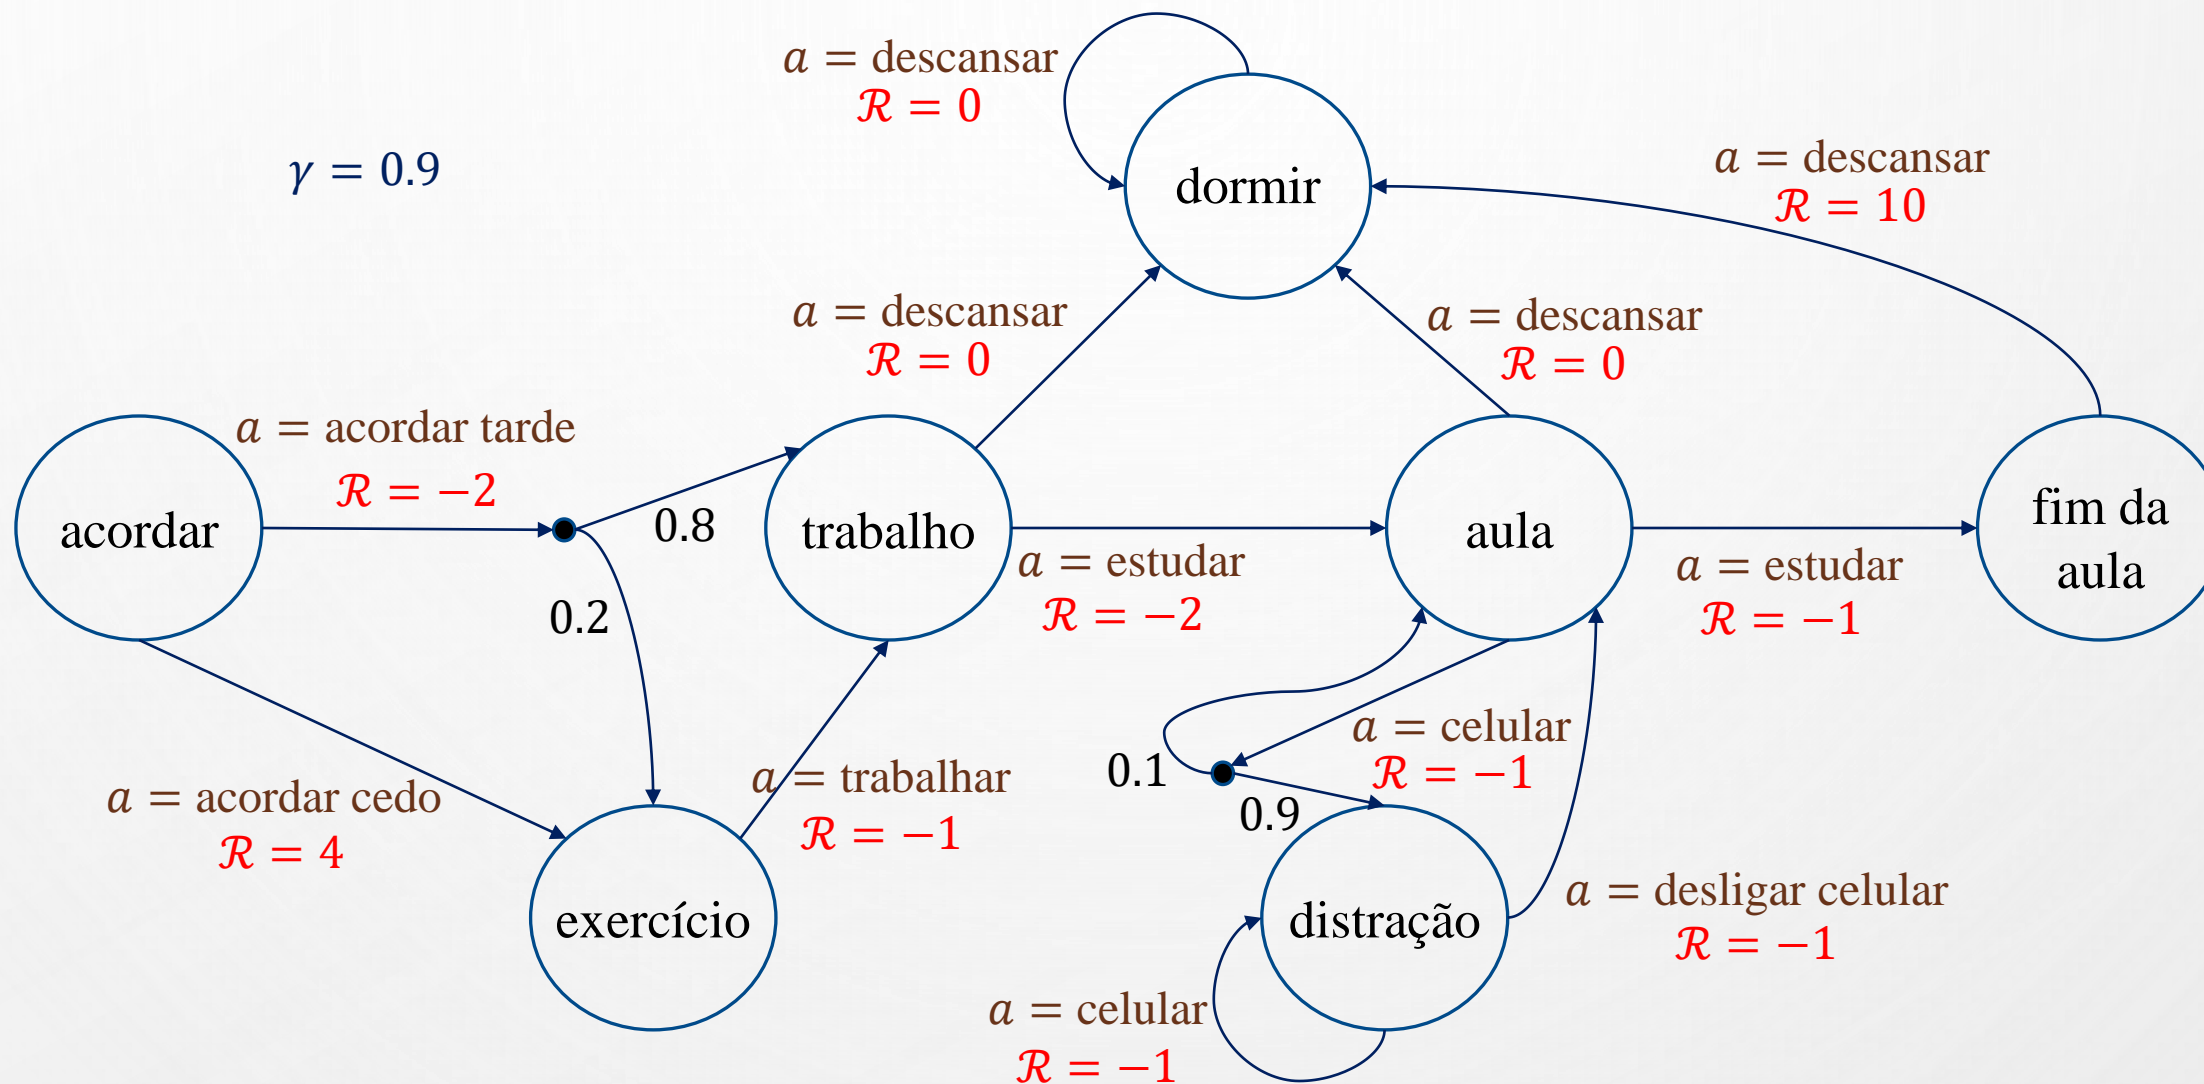 a = descansar
ℛ = 0
dormir
γ = 0.9
a = descansar
ℛ = 10
a = descansar
ℛ = 0
a = descansar
ℛ = 0
a = acordar tarde
ℛ = −2
acordar
0.8
0.2
trabalho
a = estudar
ℛ = −2
aula
a = estudar
ℛ = −1
fim da
aula
a = acordar cedo
ℛ = 4
a = trabalhar
ℛ = −1
exercício
0.1
0.9
a = celular
ℛ = −1
distração
a = desligar celular
ℛ = −1
a = celular
ℛ = −1